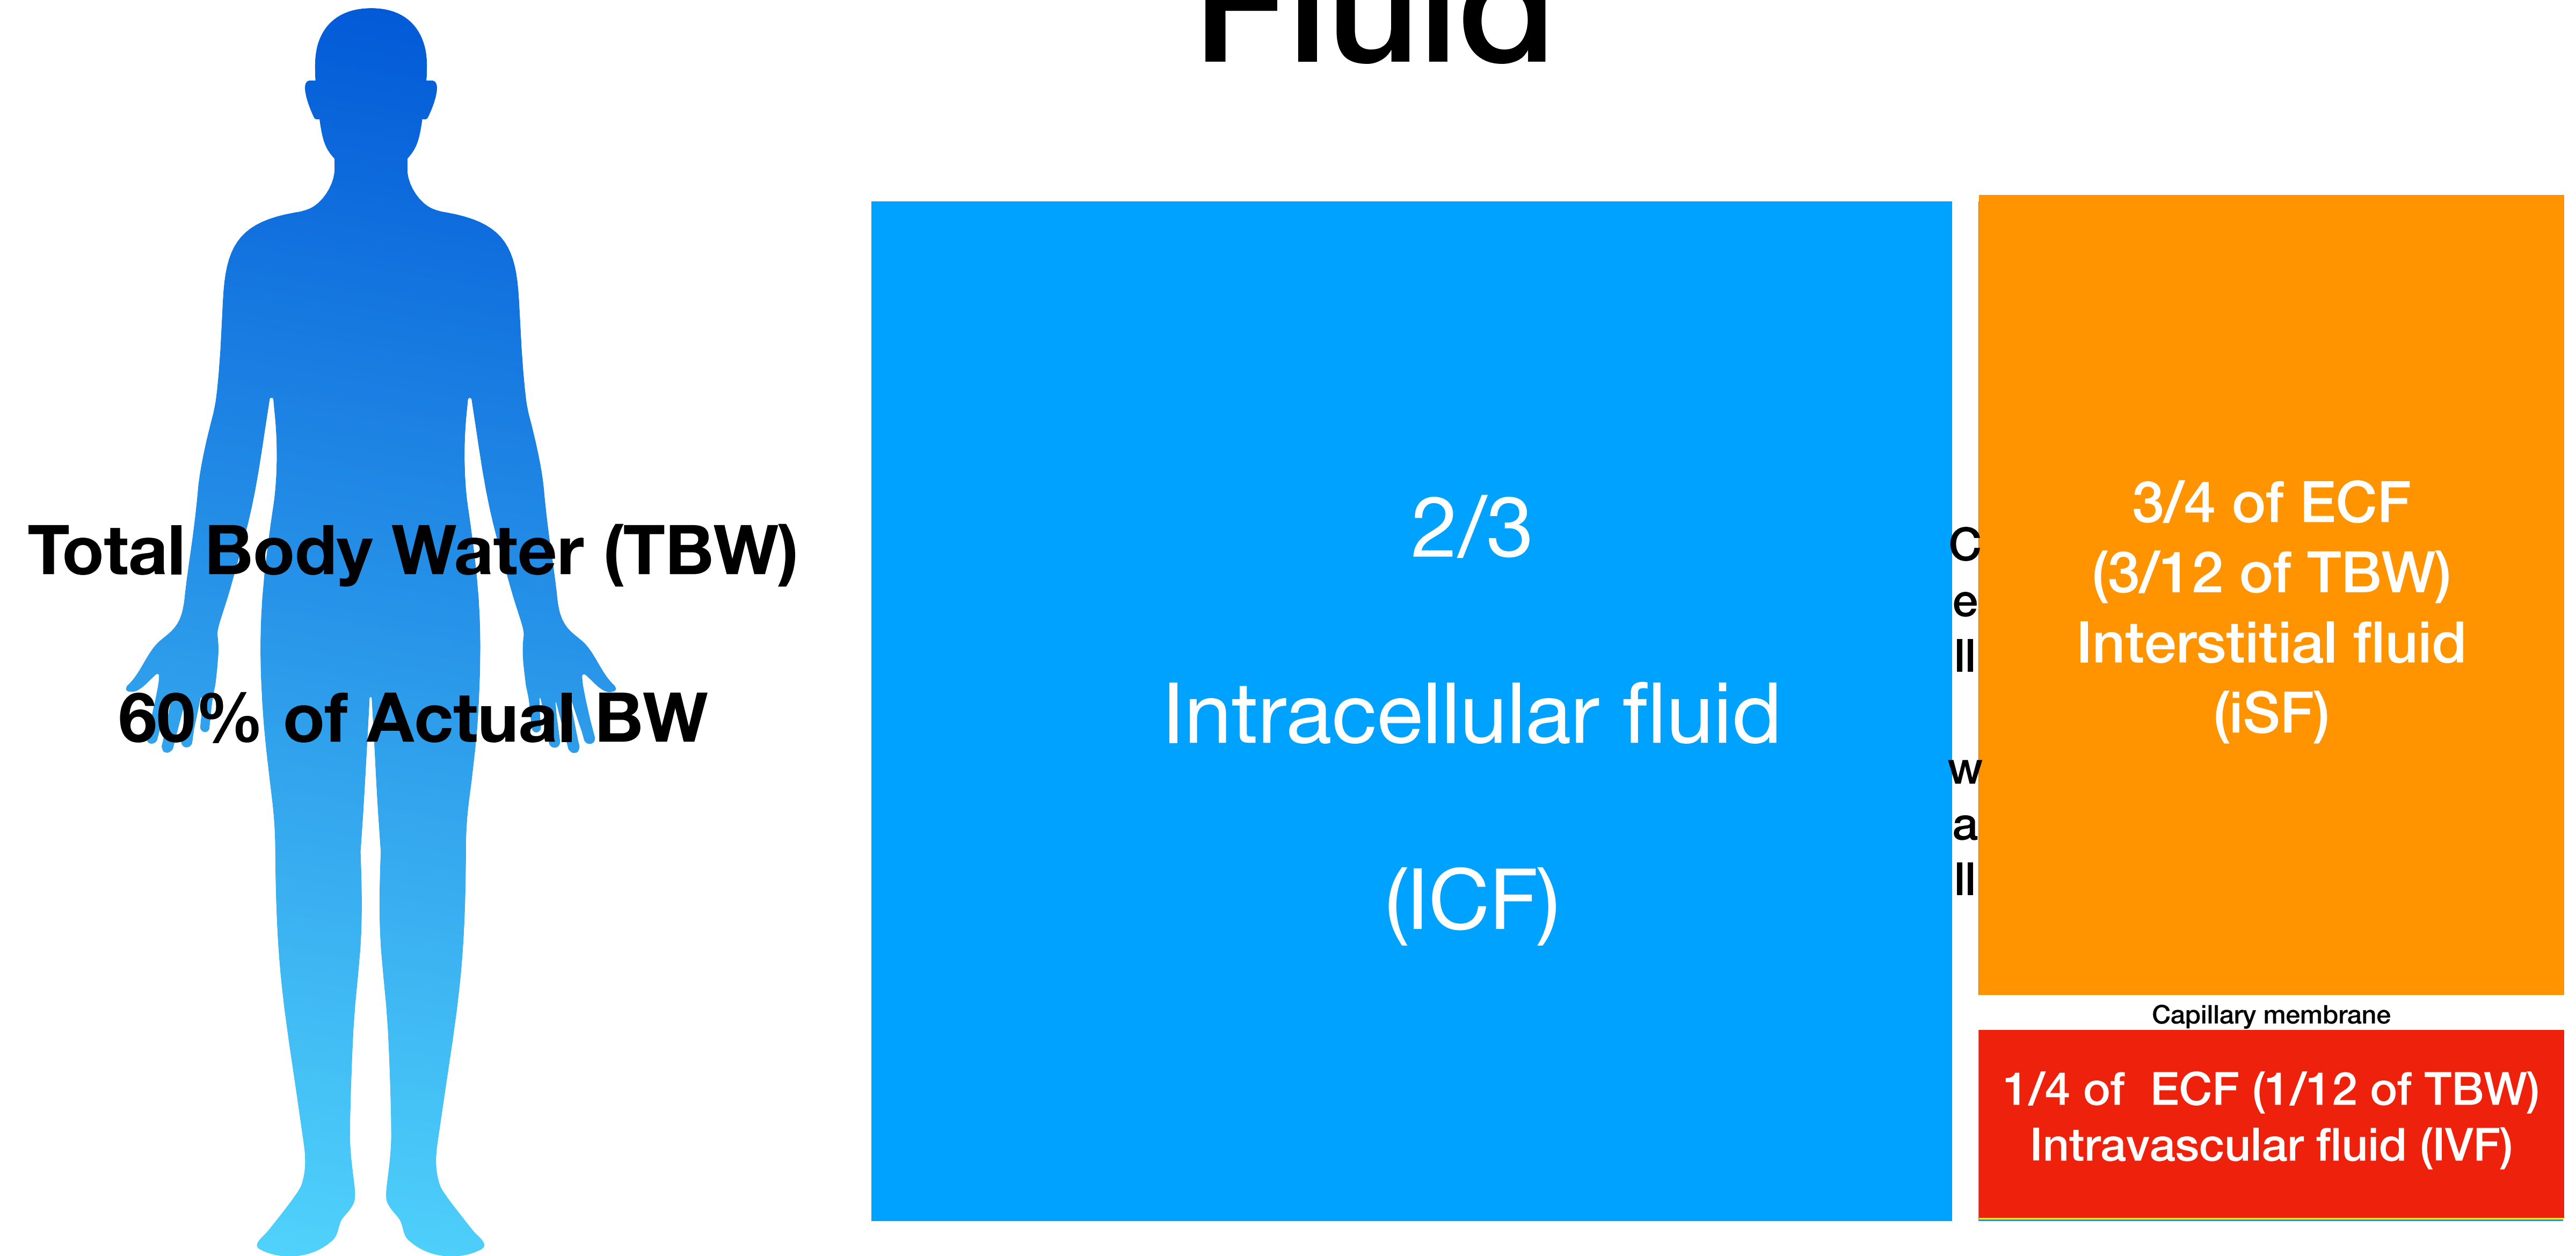 Fluid
Total Body Water (TBW)
60% of Actual BW
2/3
Intracellular fluid
(ICF)
Cell wall
3/4 of ECF
(3/12 of TBW)
Interstitial fluid
(iSF)
Capillary membrane
1/4 of  ECF (1/12 of TBW)
Intravascular fluid (IVF)